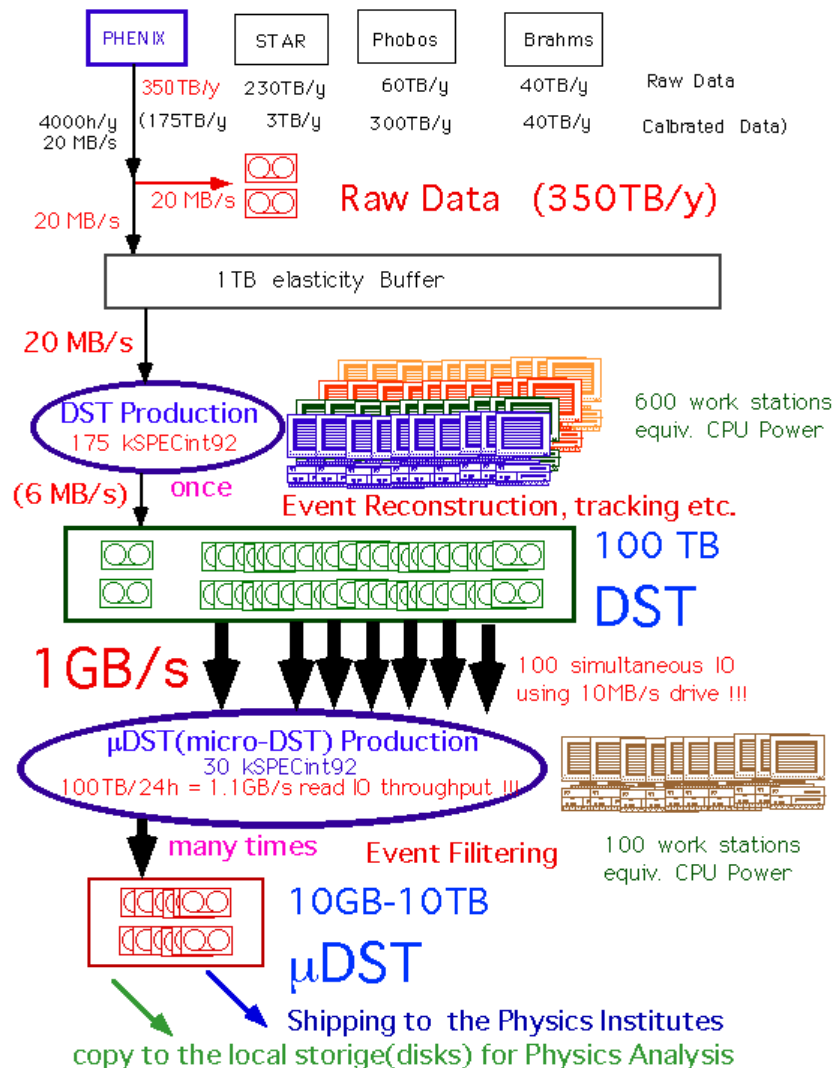 PHENIX STAR Phobos Brahms
350TB/y 230TB/y 60TB/y 40TB/y Raw Data
4000h/y (175TB/y 3TB/y 300TB/y 40TB/y Calbrated Data)
20 MB/s
20 MB/s
Raw Data (350TB/y)
20 MB/s
1TB elasticity Buffer
20 MB/s
DST Production
175 kSPECint92
600 work stations
equiv. CPU Power
(6 MB/s)
once
Event Reconstruction, tracking etc.
100 TB
DST
1GB/s
100 simultaneous IO
using 10MB/s drive !!!
µDST(micro-DST) Production
30 kSPECint92
100TB/24h = 1.1GB/s read IO throughput !!!
many times
Event Filitering
100 work stations
equiv. CPU Power
10GB-10TB
µDST
Shipping to the Physics Institutes
copy to the local storige(disks) for Physics Analysis